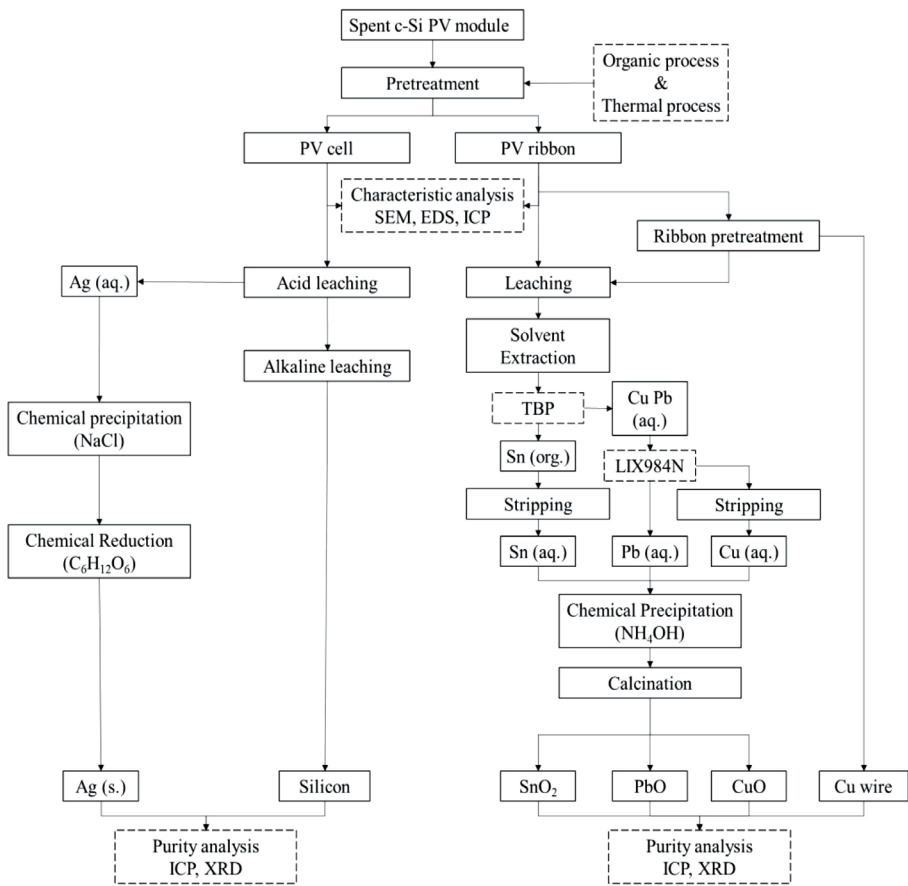 Spent c-Si PV module
Organic process
&
Thermal process
Pretreatment
PV cell
PV ribbon
Characteristic analysis
SEM, EDS, ICP
Ribbon pretreatment
Ag (aq.)
Acid leaching
Leaching
Solvent
Extraction
Alkaline leaching
TBP
Cu Pb
(aq.)
Chemical precipitation
(NaCl)
Sn (org.)
LIX984N
Stripping
Stripping
Chemical Reduction
(C₆H₁₂O₆)
Sn (aq.)
Pb (aq.)
Cu (aq.)
Chemical Precipitation
(NH₄OH)
Calcination
Ag (s.)
Silicon
SnO₂
PbO
CuO
Cu wire
Purity analysis
ICP, XRD
Purity analysis
ICP, XRD